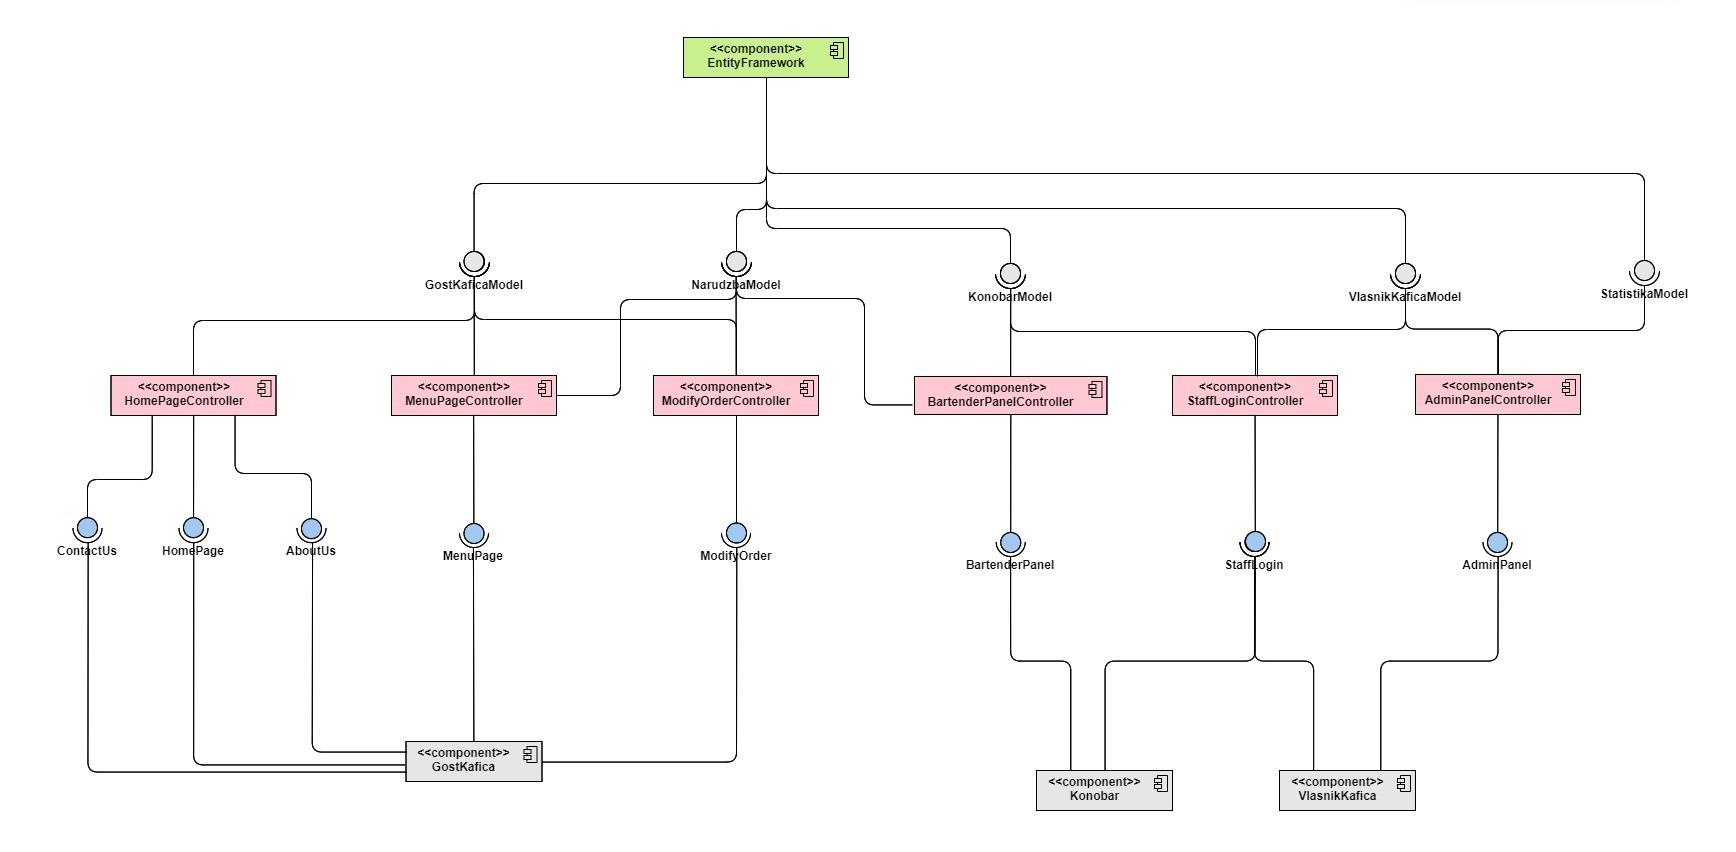 <<component>>
EntityFramework
GostKaficaModel
NarudzbaModel
KonobarModel
VlasnikKaficaModel
StatistikaModel
<<component>>
HomePageController
<<component>>
MenuPageController
<<component>>
ModifyOrderController
<<component>>
BartenderPanelController
<<component>>
StaffLoginController
<<component>>
AdminPanelController
ContactUs
HomePage
AboutUs
MenuPage
ModifyOrder
BartenderPanel
StaffLogin
AdminPanel
<<component>>
GostKafica
<<component>>
Konobar
<<component>>
VlasnikKafica